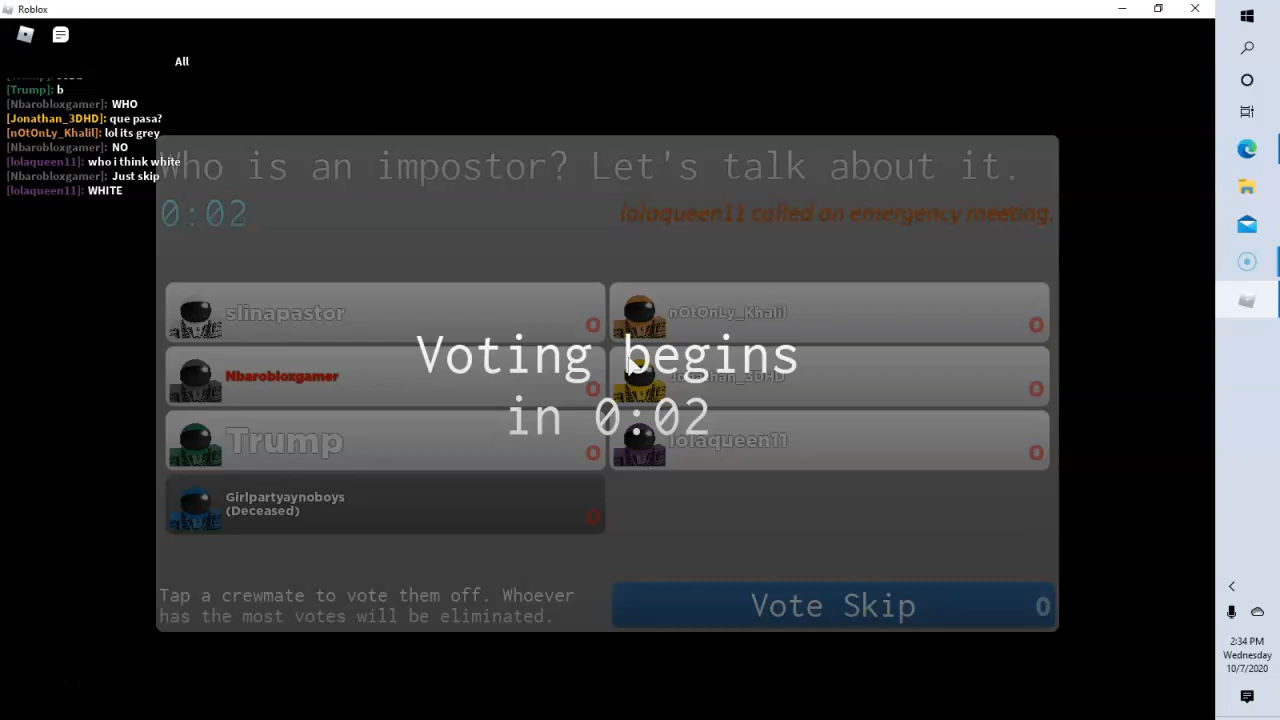 Roblox
All
[Trump]: b
[Nbarobloxgamer]: WHO
[Jonathan_3DHD]: que pasa?
[nOtOnLy_Khalil]: lol its grey
[Nbarobloxgamer]: NO
[lolaqueen11]: who i think white
[Nbarobloxgamer]: Just skip
[lolaqueen11]: WHITE
Who is an impostor? Let's talk about it.
0:02
lolaqueen11 called an emergency meeting.
slinapastor
0
nOtOnLy_Khalil
0
Voting begins
in 0:02
Nbarobloxgamer
0
Jonathan_3DHD
0
Trump
0
lolaqueen11
0
Girlpartyaynoboys
(Deceased)
0
Tap a crewmate to vote them off. Whoever
has the most votes will be eliminated.
Vote Skip
0
2:34 PM
Wednesday
10/7/2020